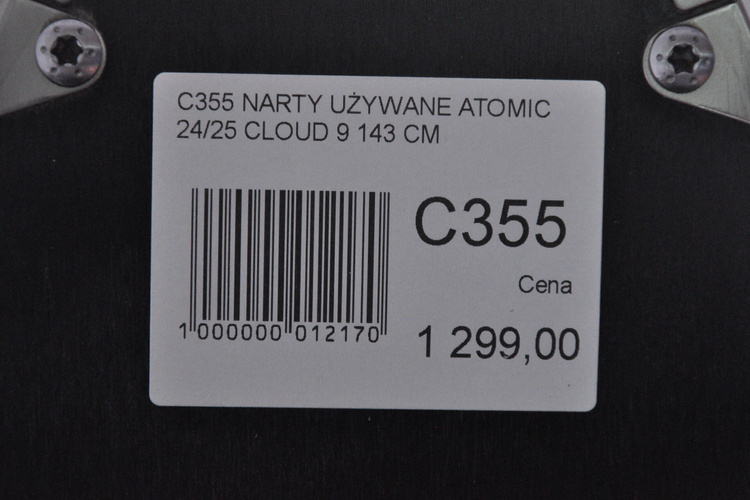 C355 NARTY UŻYWANE ATOMIC
24/25 CLOUD 9 143 CM
C355
Cena
1 299,00
1 000000 012170